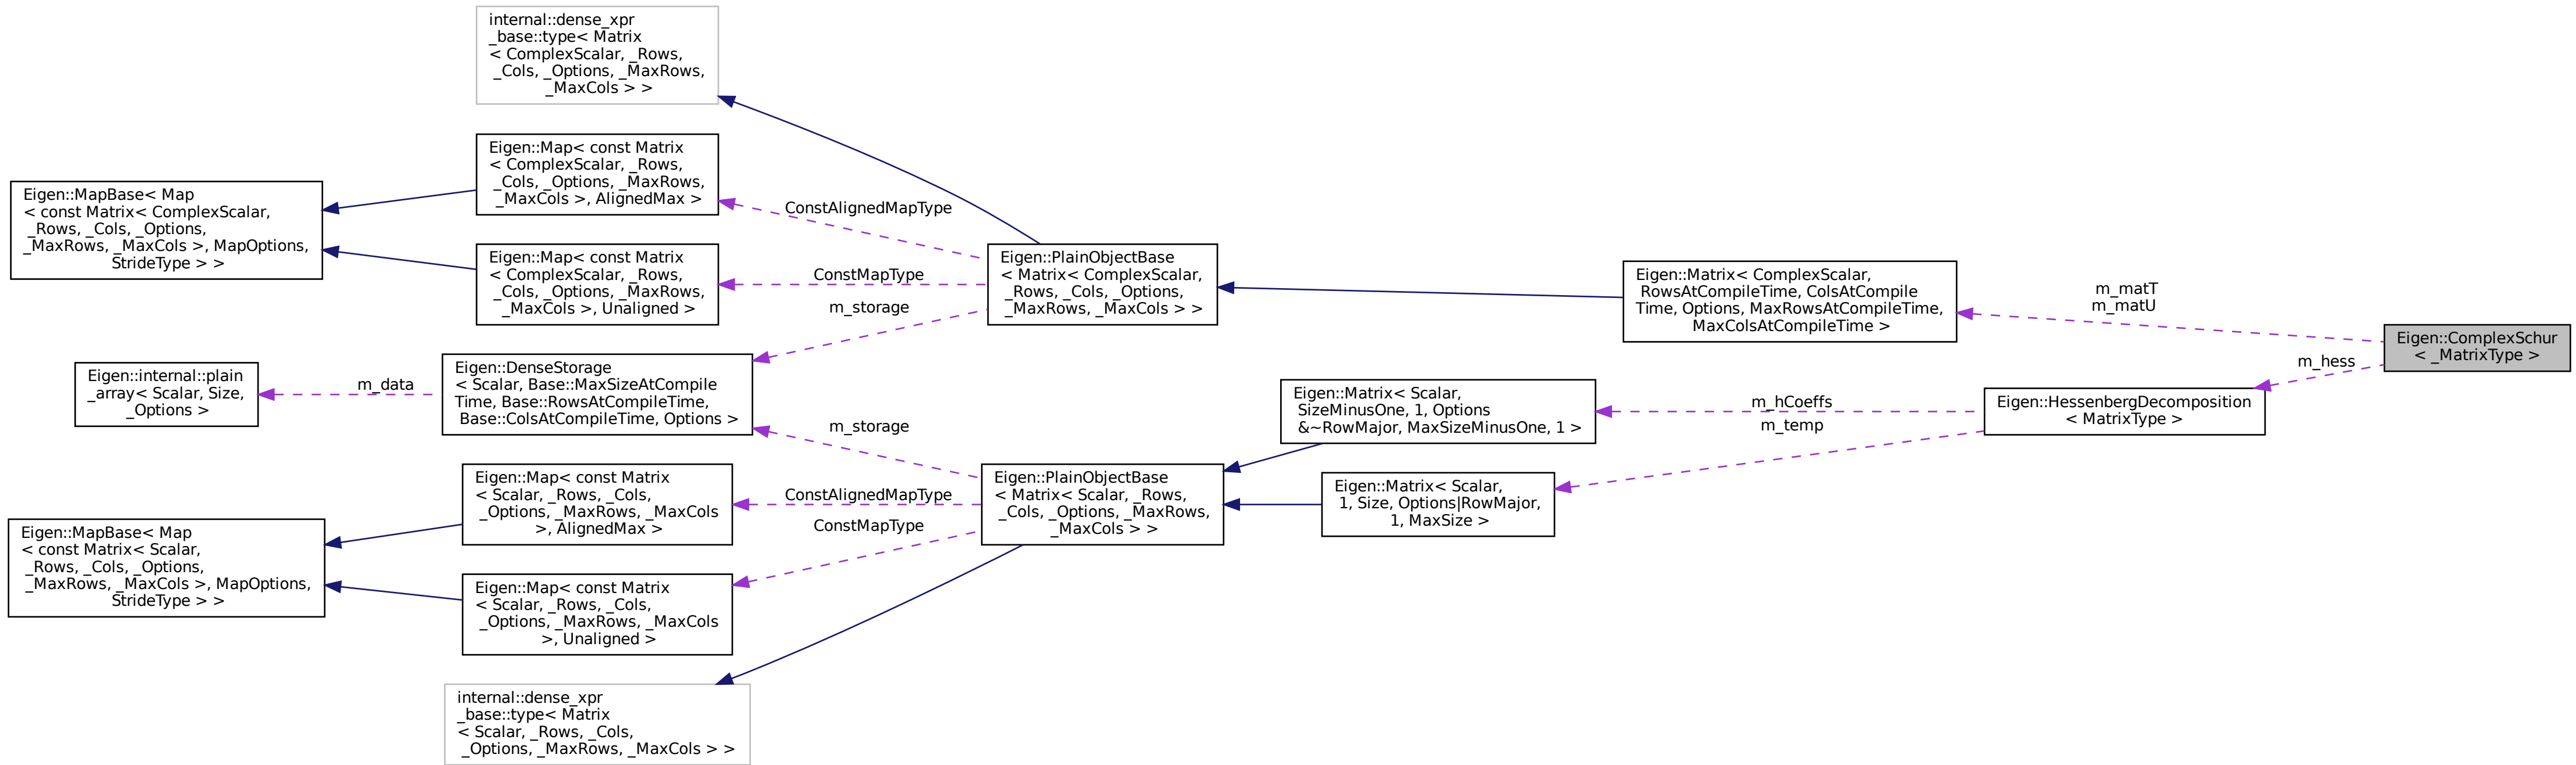 internal::dense_xpr
_base::type< Matrix
< ComplexScalar, _Rows,
_Cols, _Options, _MaxRows,
_MaxCols > >
Eigen::Map< const Matrix
< ComplexScalar, _Rows,
_Cols, _Options, _MaxRows,
_MaxCols >, AlignedMax >
Eigen::MapBase< Map
< const Matrix< ComplexScalar,
_Rows, _Cols, _Options,
_MaxRows, _MaxCols >, MapOptions,
StrideType > >
Eigen::Map< const Matrix
< ComplexScalar, _Rows,
_Cols, _Options, _MaxRows,
_MaxCols >, Unaligned >
ConstAlignedMapType
ConstMapType
m_storage
Eigen::PlainObjectBase
< Matrix< ComplexScalar,
_Rows, _Cols, _Options,
_MaxRows, _MaxCols > >
Eigen::Matrix< ComplexScalar,
RowsAtCompileTime, ColsAtCompile
Time, Options, MaxRowsAtCompileTime,
MaxColsAtCompileTime >
m_matT
m_matU
Eigen::ComplexSchur
< _MatrixType >
m_hess
Eigen::internal::plain
_array< Scalar, Size,
_Options >
m_data
Eigen::DenseStorage
< Scalar, Base::MaxSizeAtCompile
Time, Base::RowsAtCompileTime,
Base::ColsAtCompileTime, Options >
m_storage
Eigen::Matrix< Scalar,
SizeMinusOne, 1, Options
&~RowMajor, MaxSizeMinusOne, 1 >
m_hCoeffs
m_temp
Eigen::HessenbergDecomposition
< MatrixType >
Eigen::Map< const Matrix
< Scalar, _Rows, _Cols,
_Options, _MaxRows, _MaxCols
>, AlignedMax >
ConstAlignedMapType
ConstMapType
Eigen::PlainObjectBase
< Matrix< Scalar, _Rows,
_Cols, _Options, _MaxRows,
_MaxCols > >
Eigen::Matrix< Scalar,
1, Size, Options|RowMajor,
1, MaxSize >
Eigen::MapBase< Map
< const Matrix< Scalar,
_Rows, _Cols, _Options,
_MaxRows, _MaxCols >, MapOptions,
StrideType > >
Eigen::Map< const Matrix
< Scalar, _Rows, _Cols,
_Options, _MaxRows, _MaxCols
>, Unaligned >
internal::dense_xpr
_base::type< Matrix
< Scalar, _Rows, _Cols,
_Options, _MaxRows, _MaxCols > >